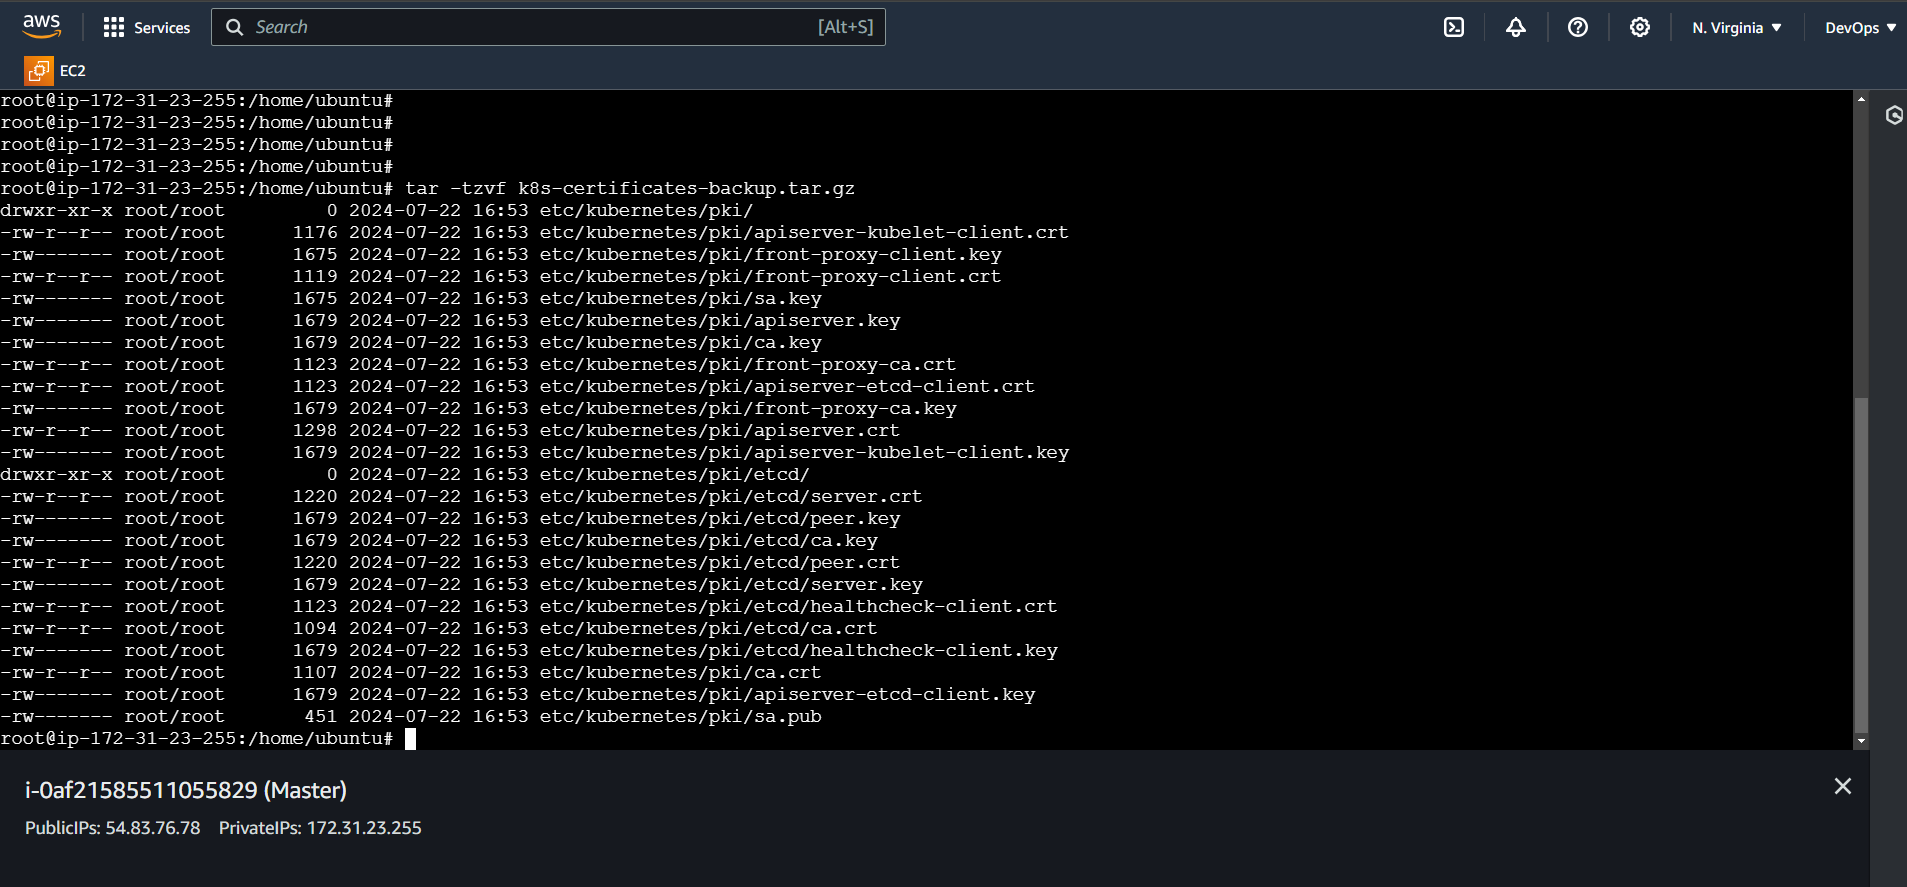 aws
Services
Search
[Alt+S]
N. Virginia
DevOps
EC2
root@ip-172-31-23-255:/home/ubuntu#
root@ip-172-31-23-255:/home/ubuntu#
root@ip-172-31-23-255:/home/ubuntu#
root@ip-172-31-23-255:/home/ubuntu#
root@ip-172-31-23-255:/home/ubuntu# tar -tzvf k8s-certificates-backup.tar.gz
drwxr-xr-x root/root         0 2024-07-22 16:53 etc/kubernetes/pki/
-rw-r--r-- root/root      1176 2024-07-22 16:53 etc/kubernetes/pki/apiserver-kubelet-client.crt
-rw------- root/root      1675 2024-07-22 16:53 etc/kubernetes/pki/front-proxy-client.key
-rw-r--r-- root/root      1119 2024-07-22 16:53 etc/kubernetes/pki/front-proxy-client.crt
-rw------- root/root      1675 2024-07-22 16:53 etc/kubernetes/pki/sa.key
-rw------- root/root      1679 2024-07-22 16:53 etc/kubernetes/pki/apiserver.key
-rw------- root/root      1679 2024-07-22 16:53 etc/kubernetes/pki/ca.key
-rw-r--r-- root/root      1123 2024-07-22 16:53 etc/kubernetes/pki/front-proxy-ca.crt
-rw-r--r-- root/root      1123 2024-07-22 16:53 etc/kubernetes/pki/apiserver-etcd-client.crt
-rw------- root/root      1679 2024-07-22 16:53 etc/kubernetes/pki/front-proxy-ca.key
-rw-r--r-- root/root      1298 2024-07-22 16:53 etc/kubernetes/pki/apiserver.crt
-rw------- root/root      1679 2024-07-22 16:53 etc/kubernetes/pki/apiserver-kubelet-client.key
drwxr-xr-x root/root         0 2024-07-22 16:53 etc/kubernetes/pki/etcd/
-rw-r--r-- root/root      1220 2024-07-22 16:53 etc/kubernetes/pki/etcd/server.crt
-rw------- root/root      1679 2024-07-22 16:53 etc/kubernetes/pki/etcd/peer.key
-rw------- root/root      1679 2024-07-22 16:53 etc/kubernetes/pki/etcd/ca.key
-rw-r--r-- root/root      1220 2024-07-22 16:53 etc/kubernetes/pki/etcd/peer.crt
-rw------- root/root      1679 2024-07-22 16:53 etc/kubernetes/pki/etcd/server.key
-rw-r--r-- root/root      1123 2024-07-22 16:53 etc/kubernetes/pki/etcd/healthcheck-client.crt
-rw-r--r-- root/root      1094 2024-07-22 16:53 etc/kubernetes/pki/etcd/ca.crt
-rw------- root/root      1679 2024-07-22 16:53 etc/kubernetes/pki/etcd/healthcheck-client.key
-rw-r--r-- root/root      1107 2024-07-22 16:53 etc/kubernetes/pki/ca.crt
-rw------- root/root      1679 2024-07-22 16:53 etc/kubernetes/pki/apiserver-etcd-client.key
-rw------- root/root       451 2024-07-22 16:53 etc/kubernetes/pki/sa.pub
root@ip-172-31-23-255:/home/ubuntu#
i-0af21585511055829 (Master)
PublicIPs: 54.83.76.78 PrivateIPs: 172.31.23.255